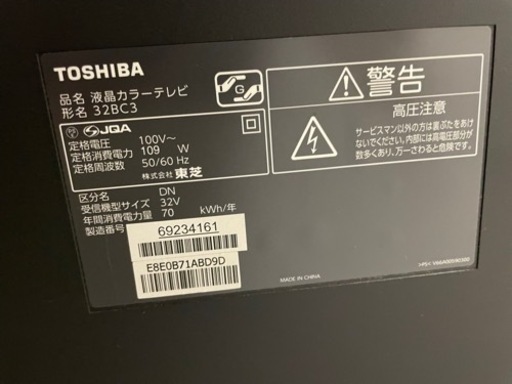 TOSHIBA
品名 液晶カラーテレビ
形名 32BC3
JQA
定格電圧 100V~
定格消費電力 109 W
定格周波数 50/60 Hz
株式会社 東芝
区分名 DN
受信機型サイズ 32V
年間消費電力量 70 kWh/年
製造番号
69234161
E8E0B71ABD9D
G
警告
高圧注意
サービスマン以外の方は裏ぶたをあけ
ないでください。内部には高電圧部分が
数多くあり、万一さわると危険です。
MADE IN CHINA